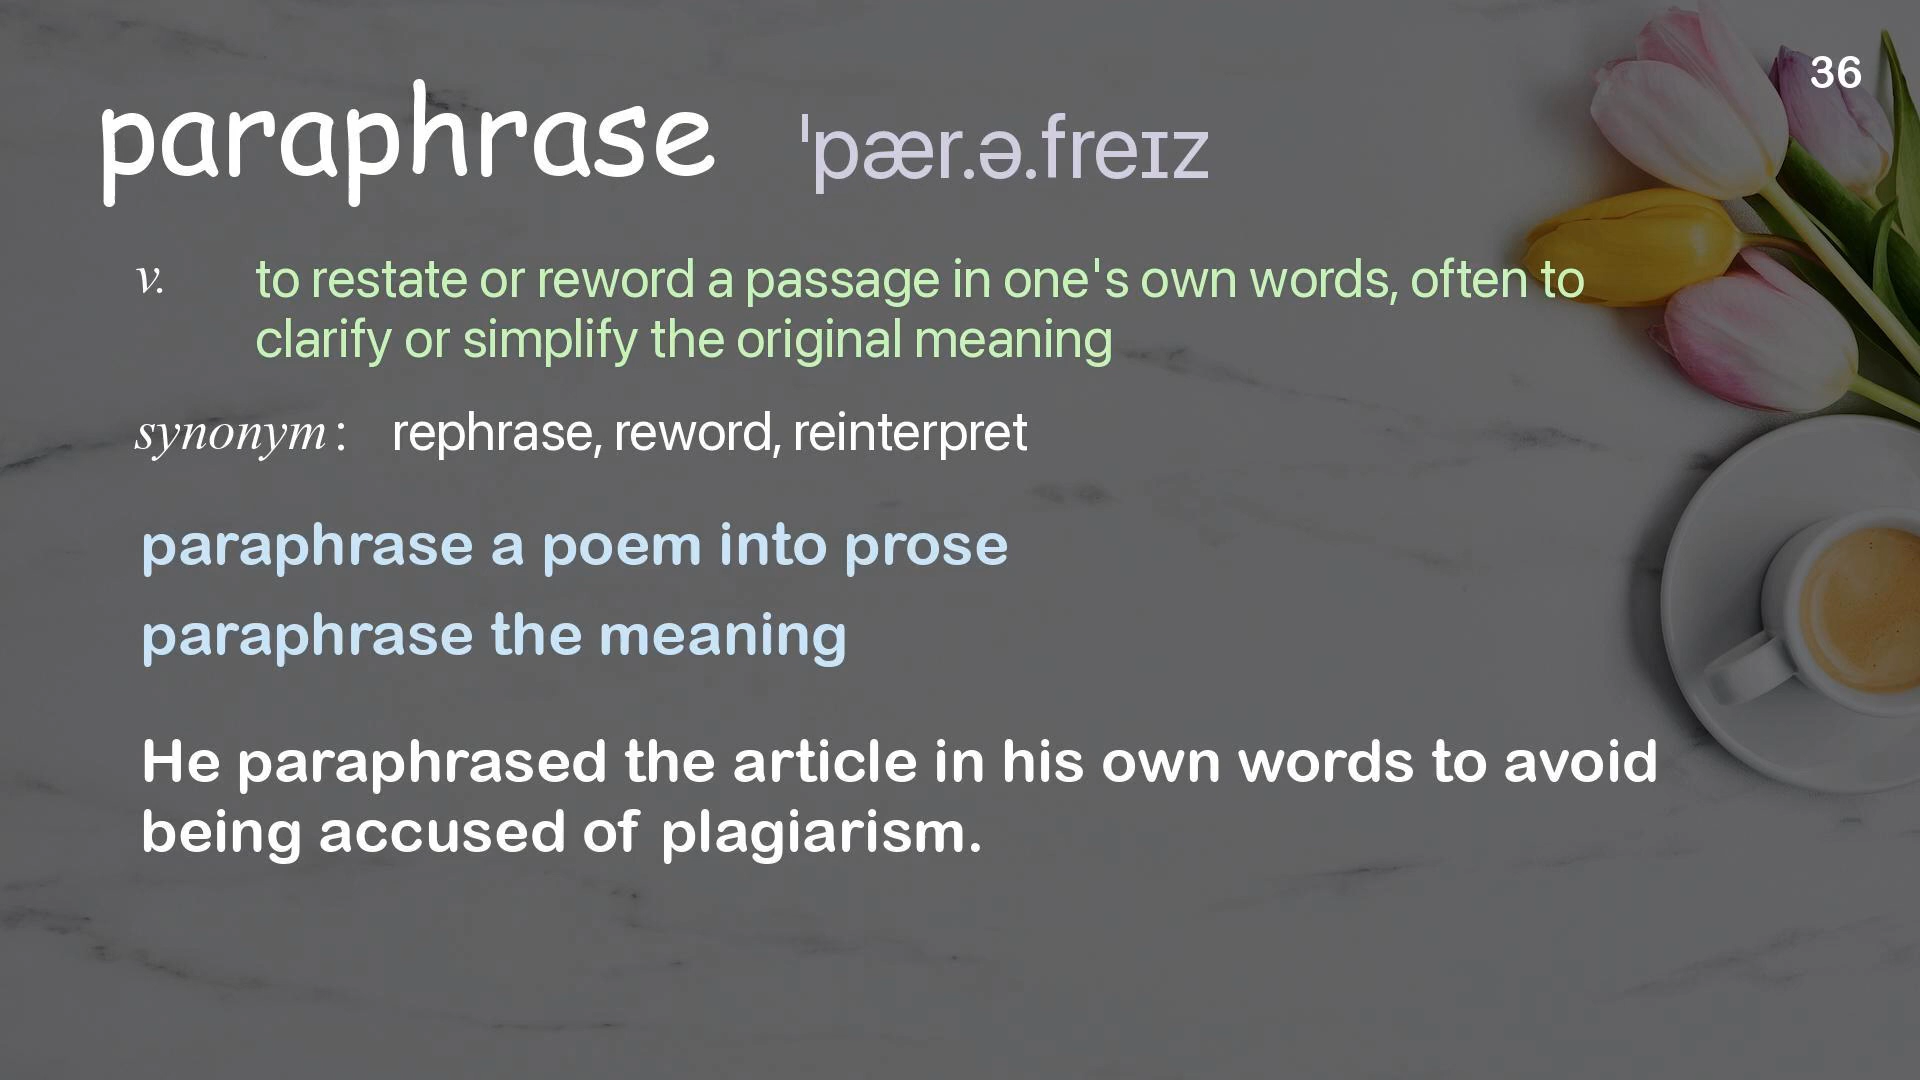 36
paraphrase ˈpær.ə.freɪz
v. to restate or reword a passage in one's own words, often to
clarify or simplify the original meaning
synonym: rephrase, reword, reinterpret
paraphrase a poem into prose
paraphrase the meaning
He paraphrased the article in his own words to avoid
being accused of plagiarism.